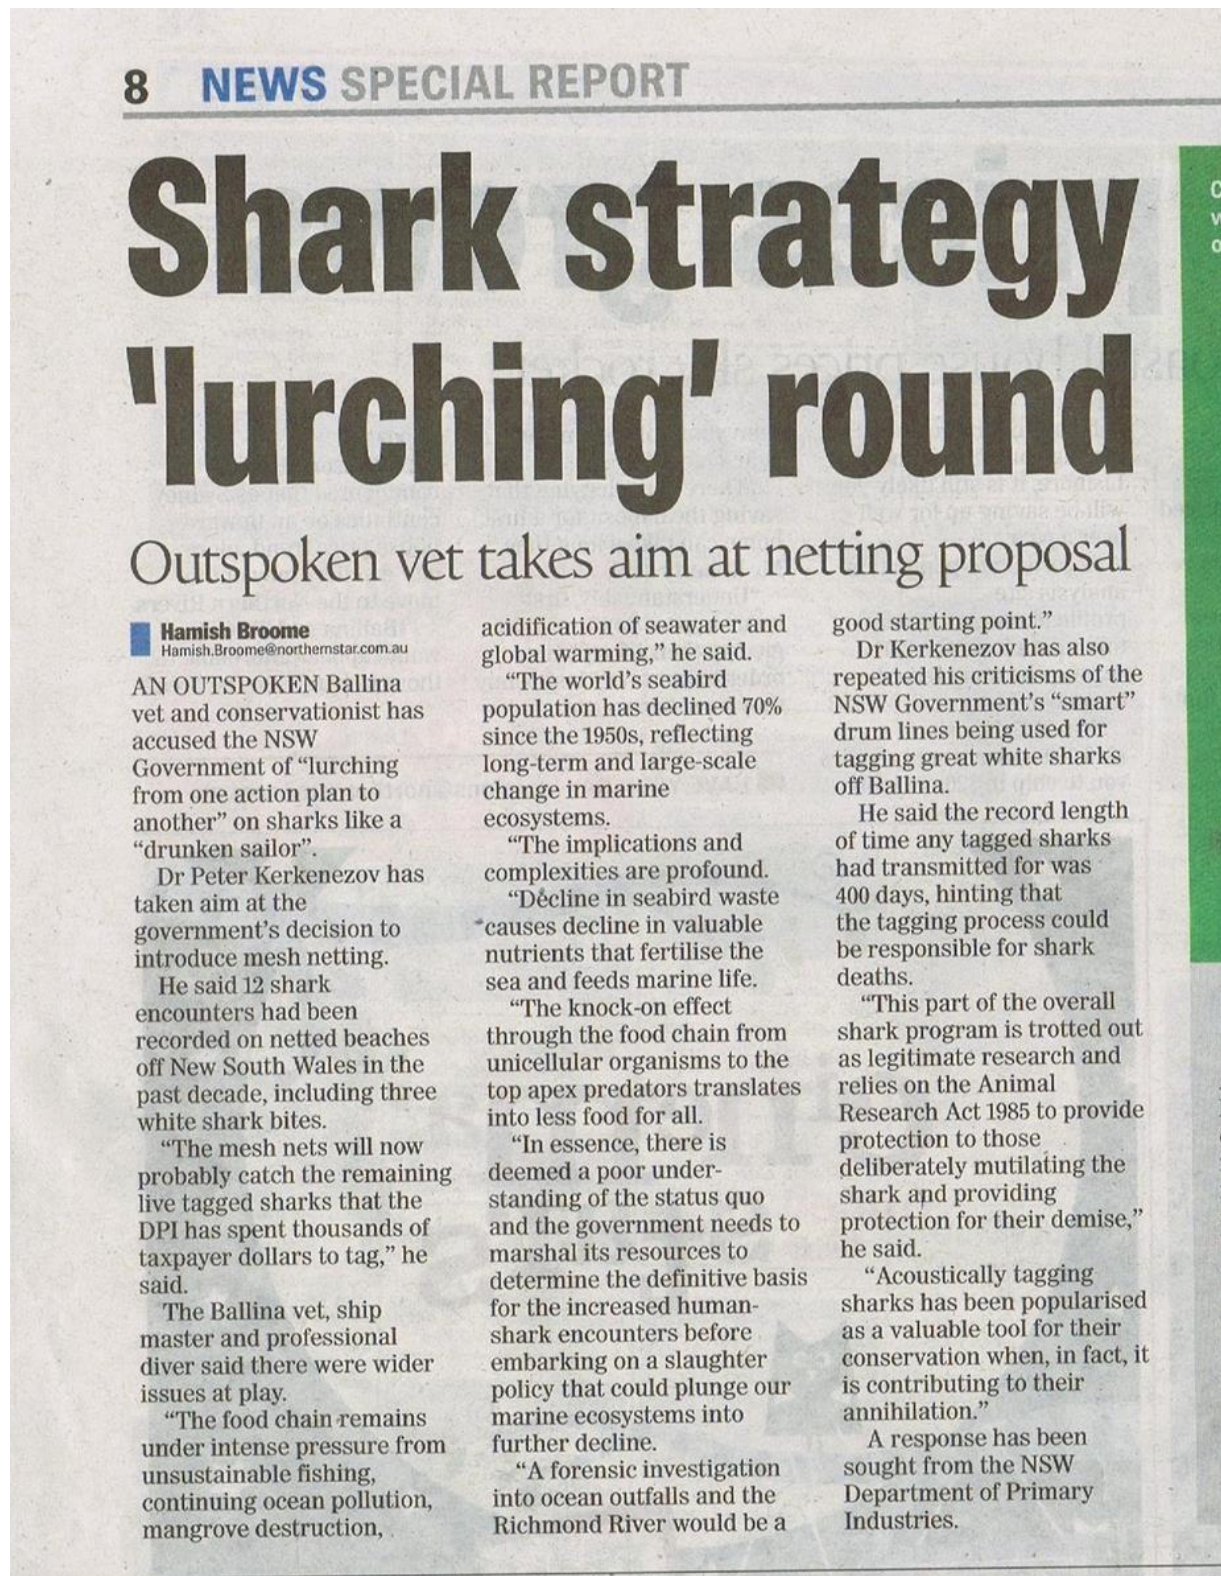 8 NEWS SPECIAL REPORT
Shark strategy
'lurching' round
Outspoken vet takes aim at netting proposal
Hamish Broome
Hamish.Broome@northernstar.com.au
AN OUTSPOKEN Ballina
vet and conservationist has
accused the NSW
Government of “lurching
from one action plan to
another” on sharks like a
“drunken sailor”.
Dr Peter Kerkenezov has
taken aim at the
government’s decision to
introduce mesh netting.
He said 12 shark
encounters had been
recorded on netted beaches
off New South Wales in the
past decade, including three
white shark bites.
“The mesh nets will now
probably catch the remaining
live tagged sharks that the
DPI has spent thousands of
taxpayer dollars to tag,” he
said.
The Ballina vet, ship
master and professional
diver said there were wider
issues at play.
“The food chain remains
under intense pressure from
unsustainable fishing,
continuing ocean pollution,
mangrove destruction,
acidification of seawater and
global warming,” he said.
“The world’s seabird
population has declined 70%
since the 1950s, reflecting
long-term and large-scale
change in marine
ecosystems.
“The implications and
complexities are profound.
“Decline in seabird waste
causes decline in valuable
nutrients that fertilise the
sea and feeds marine life.
“The knock-on effect
through the food chain from
unicellular organisms to the
top apex predators translates
into less food for all.
“In essence, there is
deemed a poor under-
standing of the status quo
and the government needs to
marshal its resources to
determine the definitive basis
for the increased human-
shark encounters before
embarking on a slaughter
policy that could plunge our
marine ecosystems into
further decline.
“A forensic investigation
into ocean outfalls and the
Richmond River would be a
good starting point.”
Dr Kerkenezov has also
repeated his criticisms of the
NSW Government’s “smart”
drum lines being used for
tagging great white sharks
off Ballina.
He said the record length
of time any tagged sharks
had transmitted for was
400 days, hinting that
the tagging process could
be responsible for shark
deaths.
“This part of the overall
shark program is trotted out
as legitimate research and
relies on the Animal
Research Act 1985 to provide
protection to those
deliberately mutilating the
shark and providing
protection for their demise,”
he said.
“Acoustically tagging
sharks has been popularised
as a valuable tool for their
conservation when, in fact, it
is contributing to their
annihilation.”
A response has been
sought from the NSW
Department of Primary
Industries.